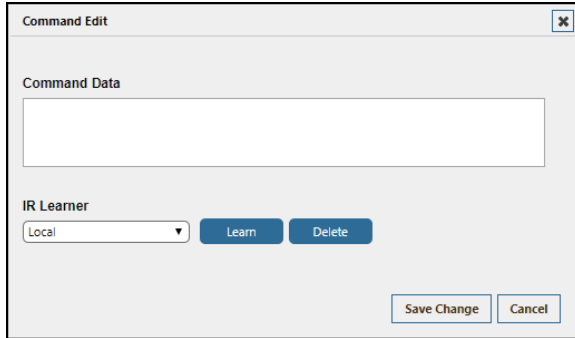 Command Edit
Command Data
IR Learner
Local Learn Delete
Save Change Cancel